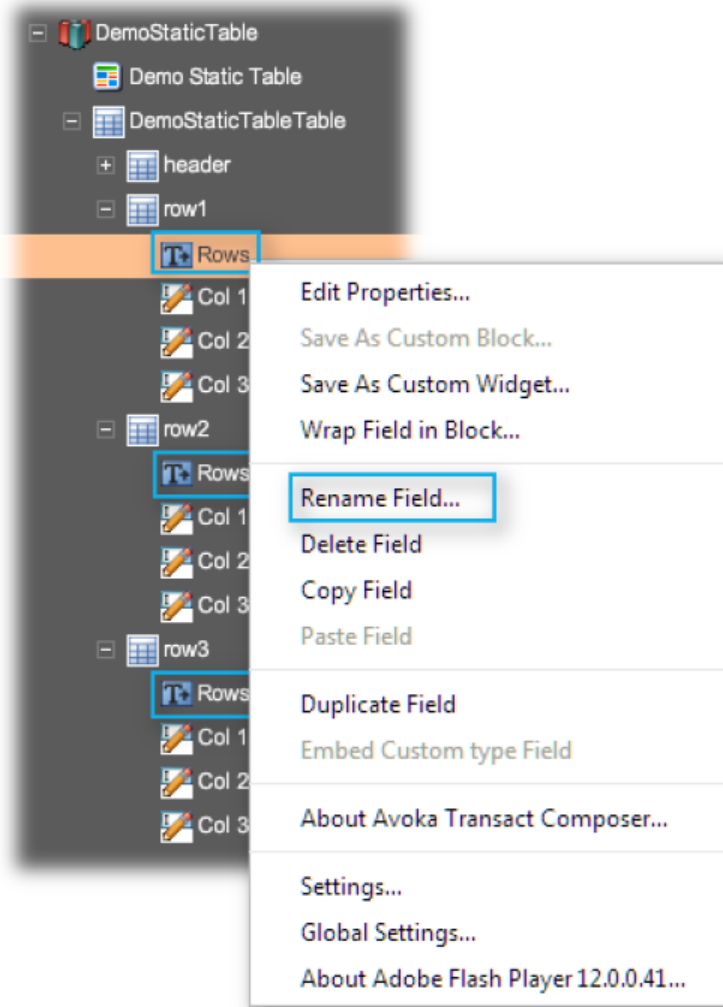 DemoStaticTable
Demo Static Table
DemoStaticTableTable
header
row1
Rows
Col 1
Col 2
Col 3
row2
Rows
Col 1
Col 2
Col 3
row3
Rows
Col 1
Col 2
Col 3
Edit Properties...
Save As Custom Block...
Save As Custom Widget...
Wrap Field in Block...
Rename Field...
Delete Field
Copy Field
Paste Field
Duplicate Field
Embed Custom type Field
About Avoka Transact Composer...
Settings...
Global Settings...
About Adobe Flash Player 12.0.0.41...